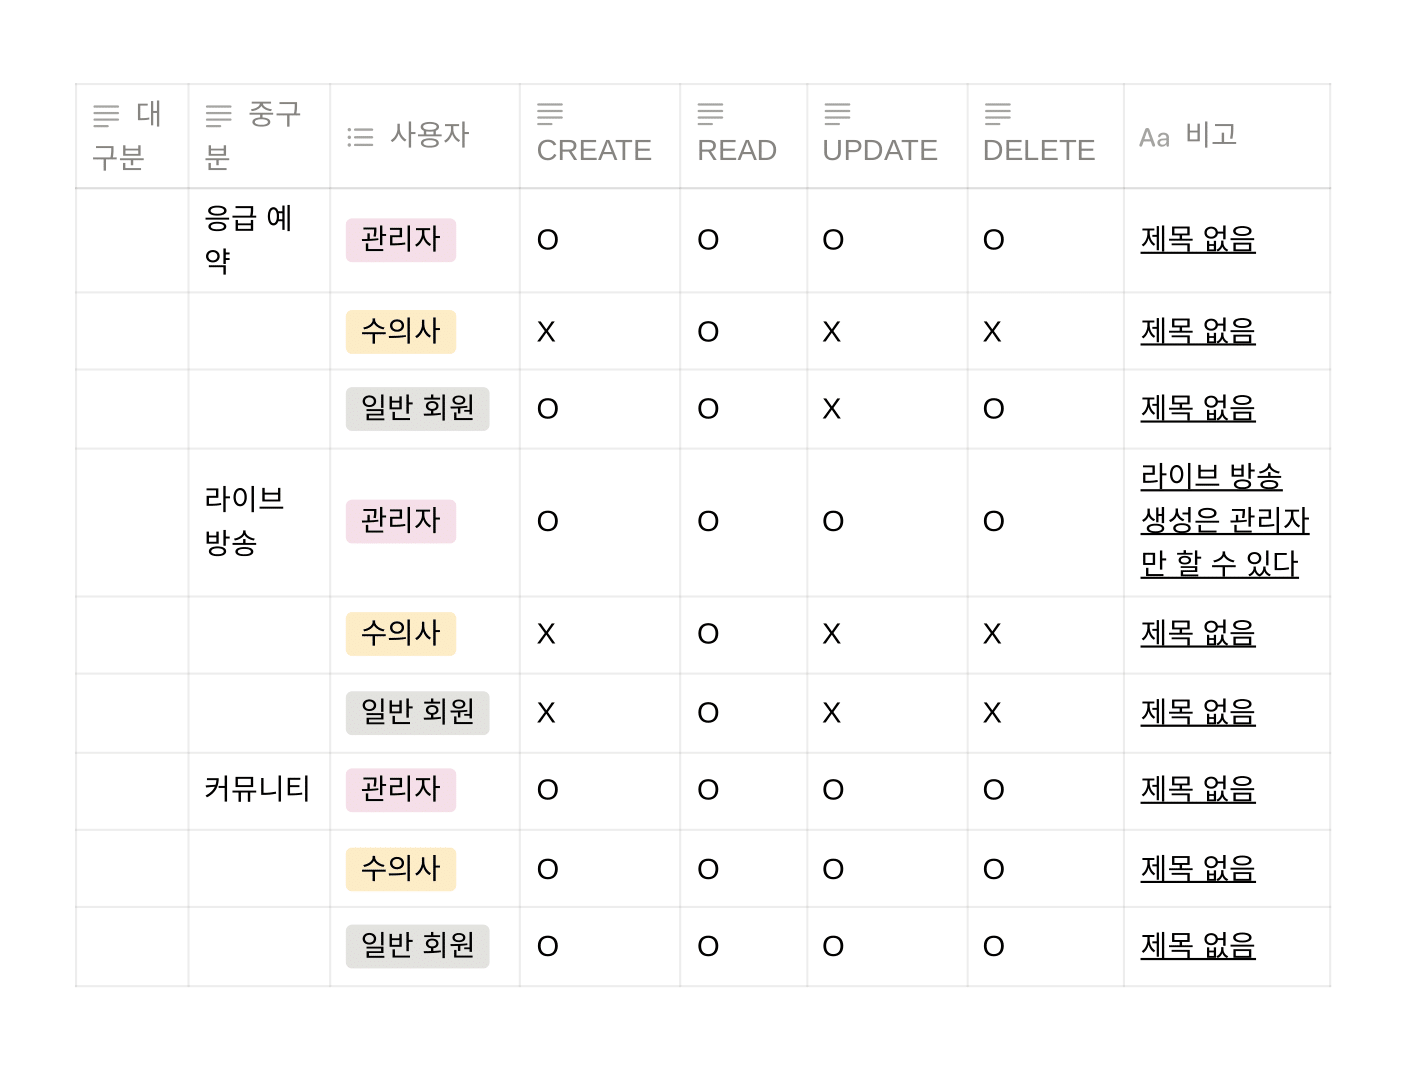 대구분 중구분 사용자 CREATE READ UPDATE DELETE Aa 비고
응급 예약 관리자 O O O O 제목 없음
수의사 X O X X 제목 없음
일반 회원 O O X O 제목 없음
라이브 방송 관리자 O O O O 라이브 방송 생성은 관리자만 할 수 있다
수의사 X O X X 제목 없음
일반 회원 X O X X 제목 없음
커뮤니티 관리자 O O O O 제목 없음
수의사 O O O O 제목 없음
일반 회원 O O O O 제목 없음